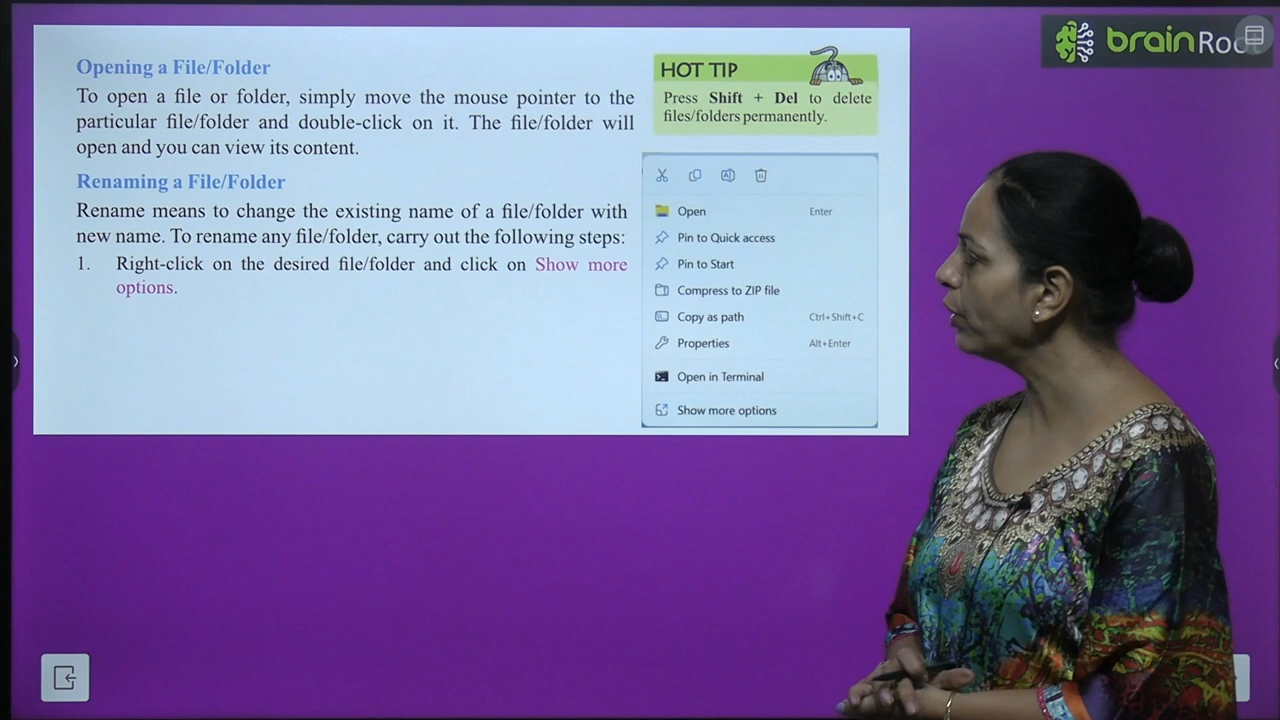 Opening a File/Folder
To open a file or folder, simply move the mouse pointer to the
particular file/folder and double-click on it. The file/folder will
open and you can view its content.
Renaming a File/Folder
Rename means to change the existing name of a file/folder with
new name. To rename any file/folder, carry out the following steps:
1. Right-click on the desired file/folder and click on Show more
options.
HOT TIP
Press Shift + Del to delete
files/folders permanently.
Open Enter
Pin to Quick access
Pin to Start
Compress to ZIP file
Copy as path Ctrl+Shift+C
Properties Alt+Enter
Open in Terminal
Show more options
brain